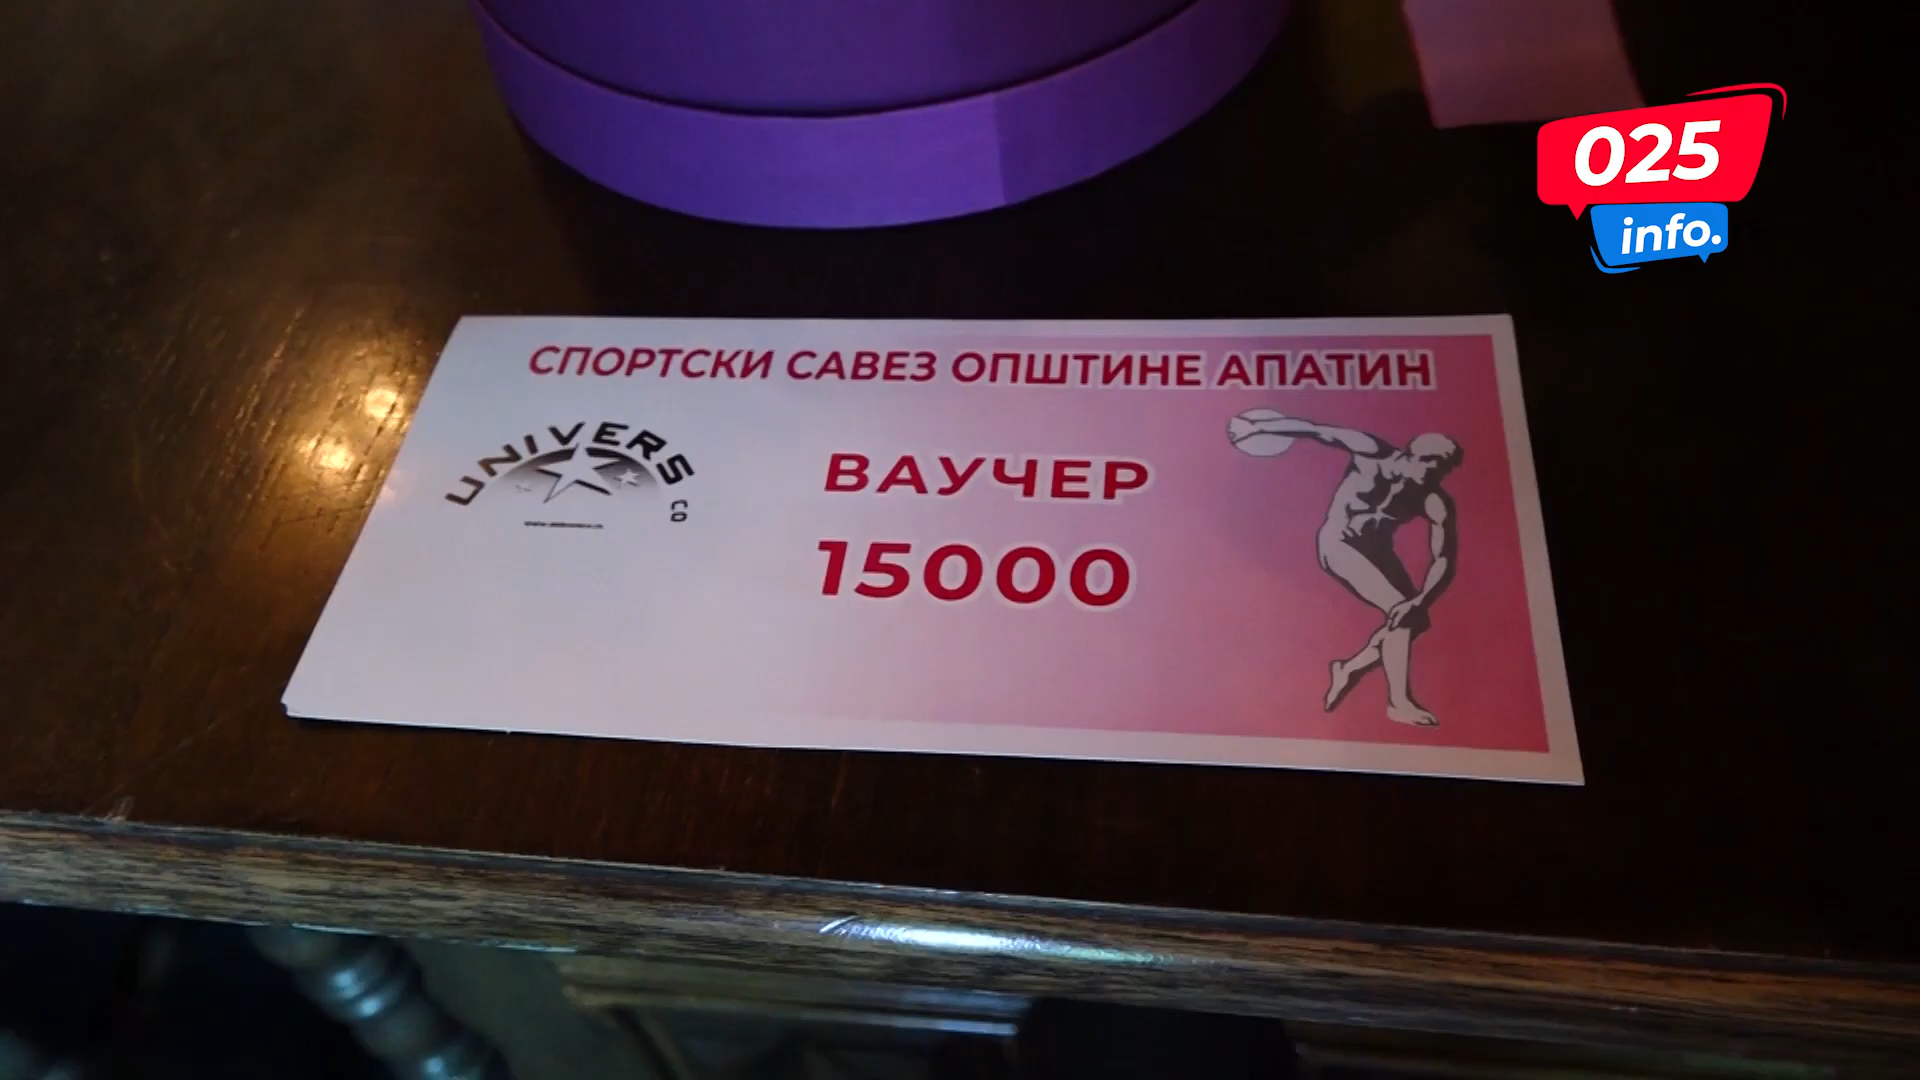 025
info.
СПОРТСКИ САВЕЗ ОПШТИНЕ АПАТИН
UNIVERS
CO
ВАУЧЕР
15000